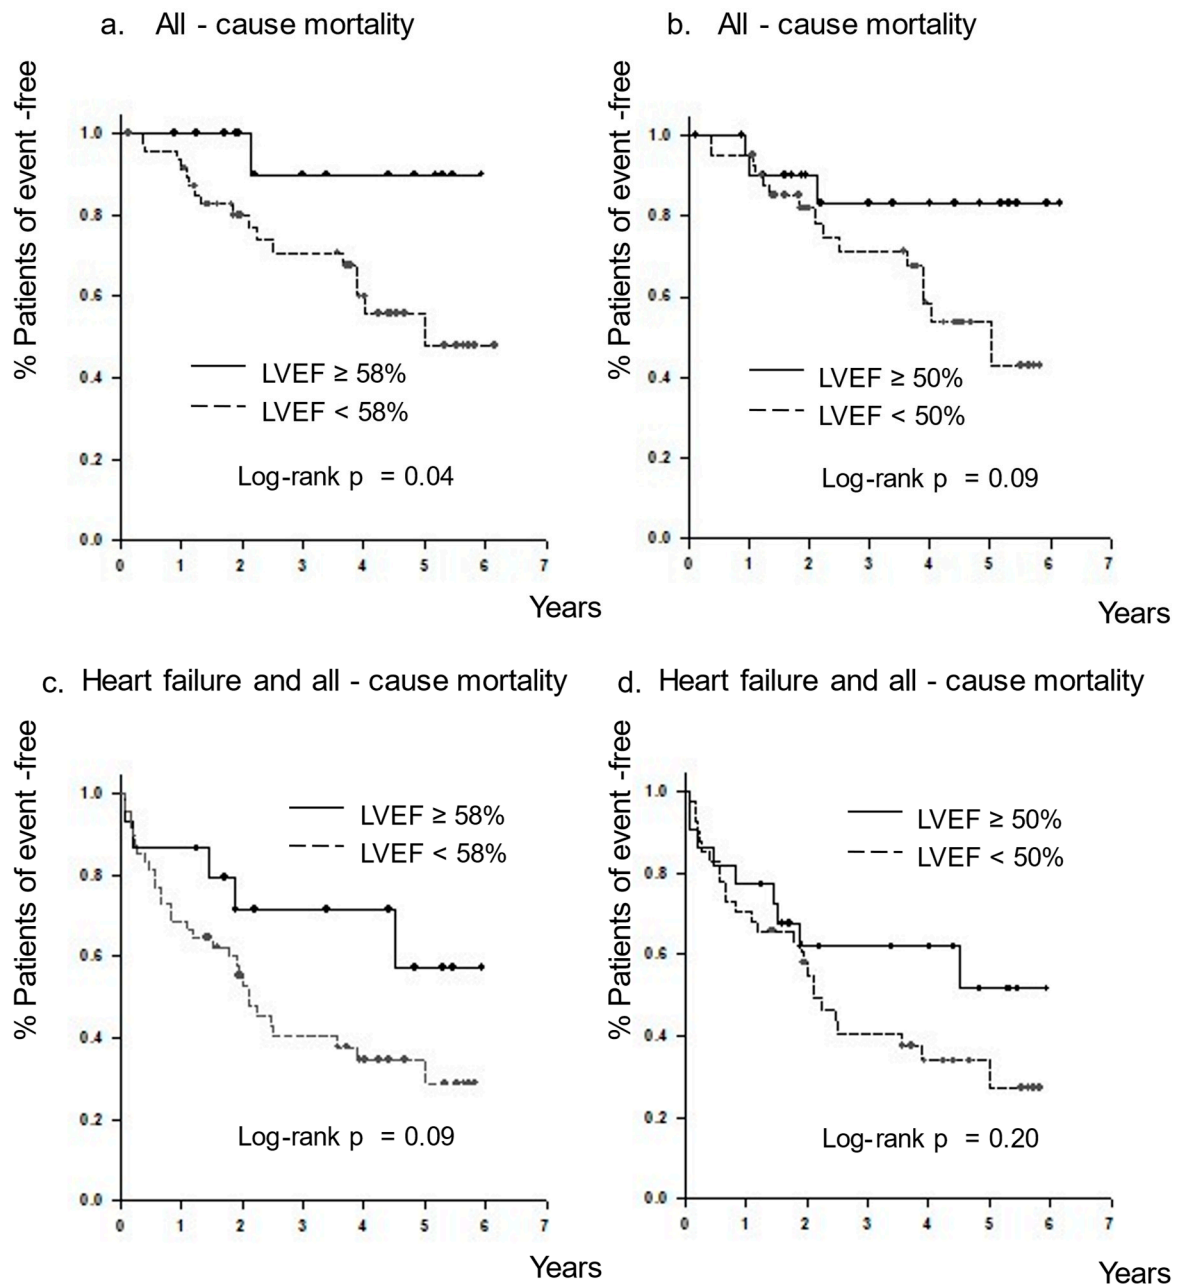 a. All - cause mortality
% Patients of event -free
1.0
0.8
0.6
0.4
0.2
0.0
0 1 2 3 4 5 6 7
Years
LVEF ≥ 58%
LVEF < 58%
Log-rank p = 0.04
b. All - cause mortality
% Patients of event -free
1.0
0.8
0.6
0.4
0.2
0.0
0 1 2 3 4 5 6 7
Years
LVEF ≥ 50%
LVEF < 50%
Log-rank p = 0.09
c. Heart failure and all - cause mortality
% Patients of event -free
1.0
0.8
0.6
0.4
0.2
0.0
0 1 2 3 4 5 6 7
Years
LVEF ≥ 58%
LVEF < 58%
Log-rank p = 0.09
d. Heart failure and all - cause mortality
% Patients of event -free
1.0
0.8
0.6
0.4
0.2
0.0
0 1 2 3 4 5 6 7
Years
LVEF ≥ 50%
LVEF < 50%
Log-rank p = 0.20